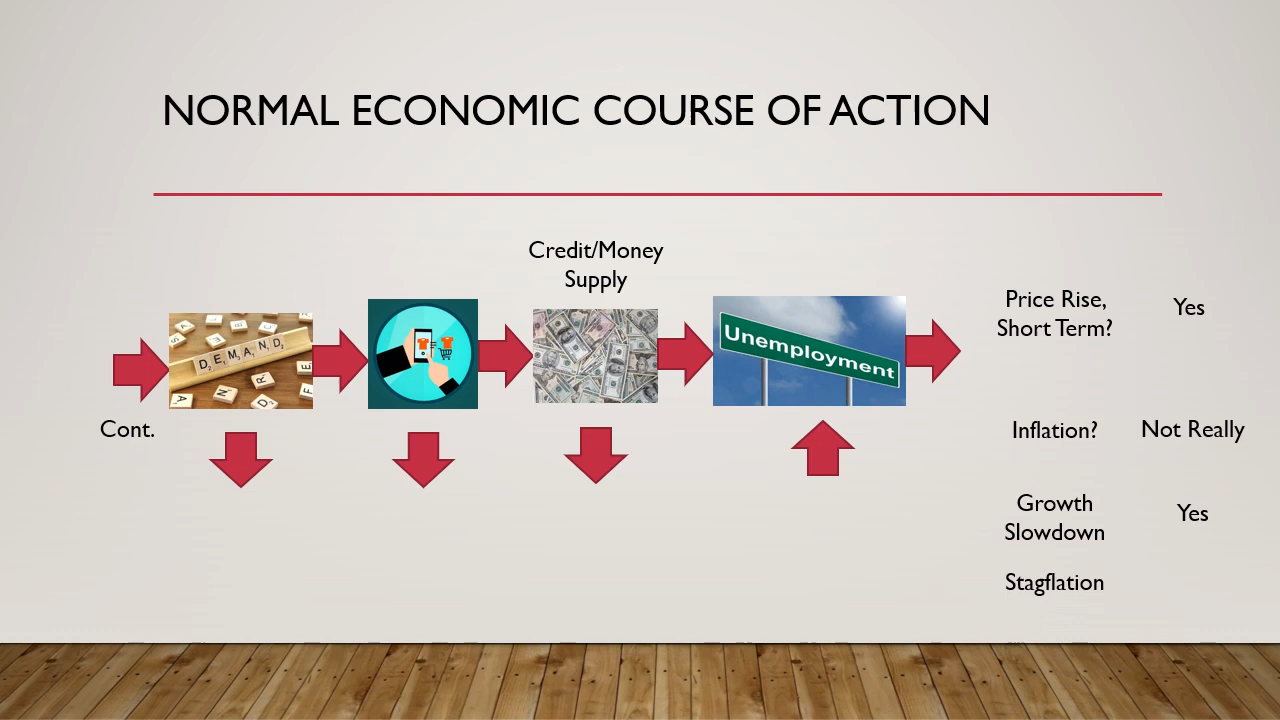 NORMAL ECONOMIC COURSE OF ACTION
Credit/Money
Supply
DEMAND
Unemployment
Cont.
Price Rise,
Short Term?
Yes
Inflation?
Not Really
Growth
Slowdown
Yes
Stagflation